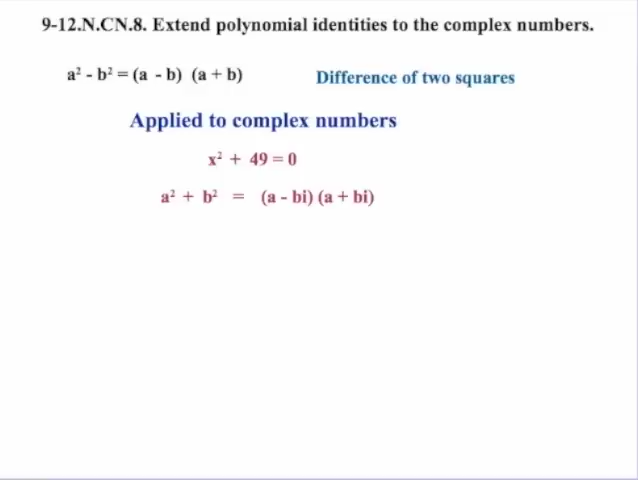 9-12.N.CN.8. Extend polynomial identities to the complex numbers.
a² - b² = (a - b) (a + b) Difference of two squares
Applied to complex numbers
x² + 49 = 0
a² + b² = (a - bi) (a + bi)